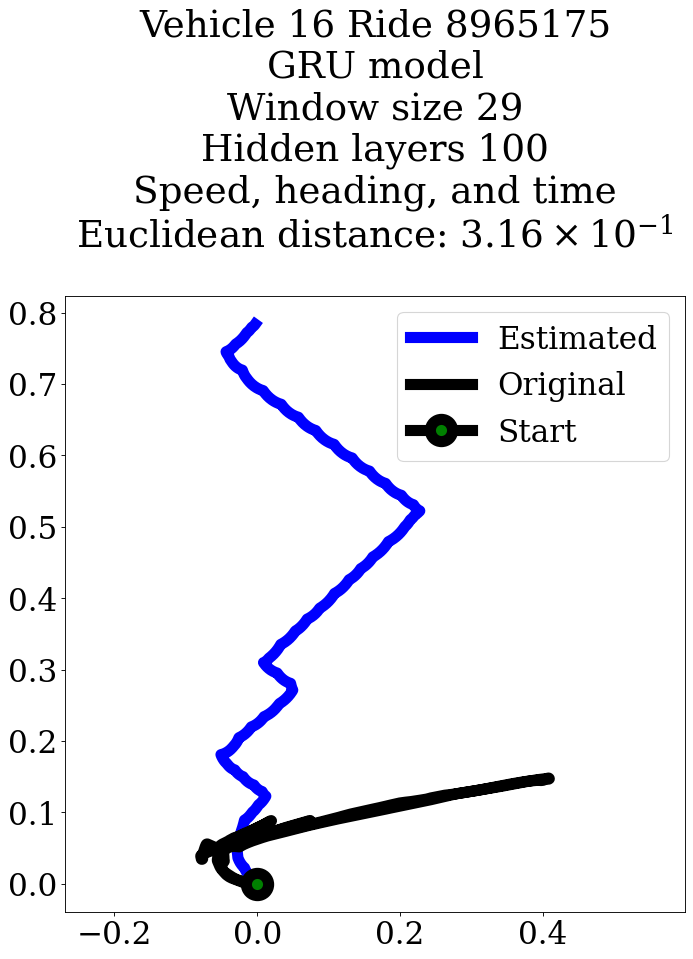 Vehicle 16 Ride 8965175
GRU model
Window size 29
Hidden layers 100
Speed, heading, and time
Euclidean distance: 3.16 × 10⁻¹
Estimated
Original
Start
0.8
0.7
0.6
0.5
0.4
0.3
0.2
0.1
0.0
−0.2 0.0 0.2 0.4